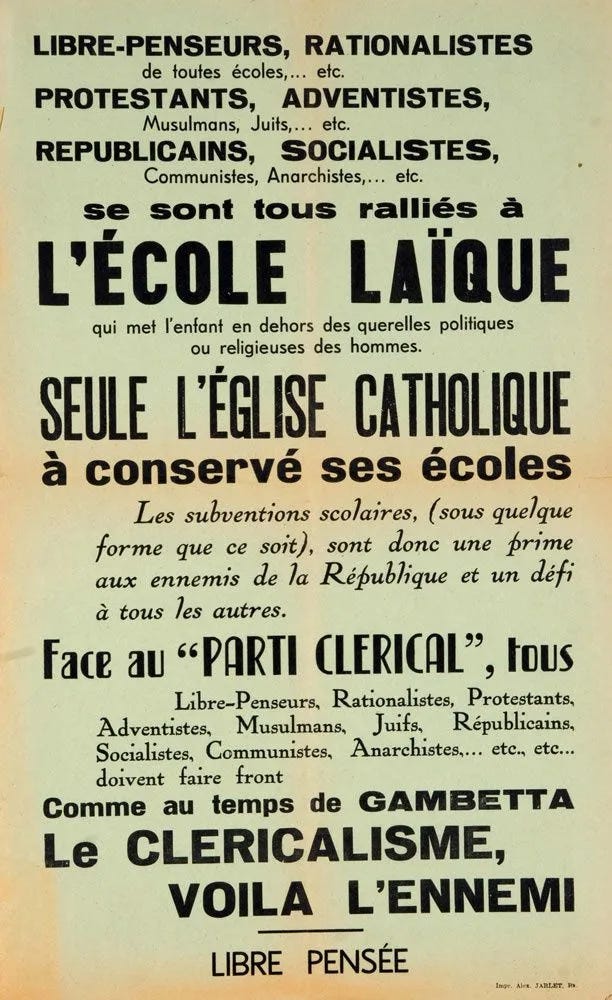 LIBRE-PENSEURS, RATIONALISTES
de toutes écoles,... etc.
PROTESTANTS, ADVENTISTES,
Musulmans, Juits,... etc.
REPUBLICAINS, SOCIALISTES,
Communistes, Anarchistes,... etc.
se sont tous ralliés à
L'ÉCOLE LAÏQUE
qui met l'enfant en dehors des querelles politiques
ou religieuses des hommes.
SEULE L'ÉGLISE CATHOLIQUE
à conservé ses écoles
Les subventions scolaires, (sous quelque
forme que ce soit), sont donc une prime
aux ennemis de la République et un défi
à tous les autres.
Face au "PARTI CLERICAL", tous
Libre-Penseurs, Rationalistes, Protestants,
Adventistes, Musulmans, Juifs, Républicains,
Socialistes, Communistes, Anarchistes,... etc., etc...
doivent faire front
Comme au temps de GAMBETTA
Le CLERICALISME,
VOILA L'ENNEMI
LIBRE PENSÉE
Impr. Alex. JARLET, Rx.